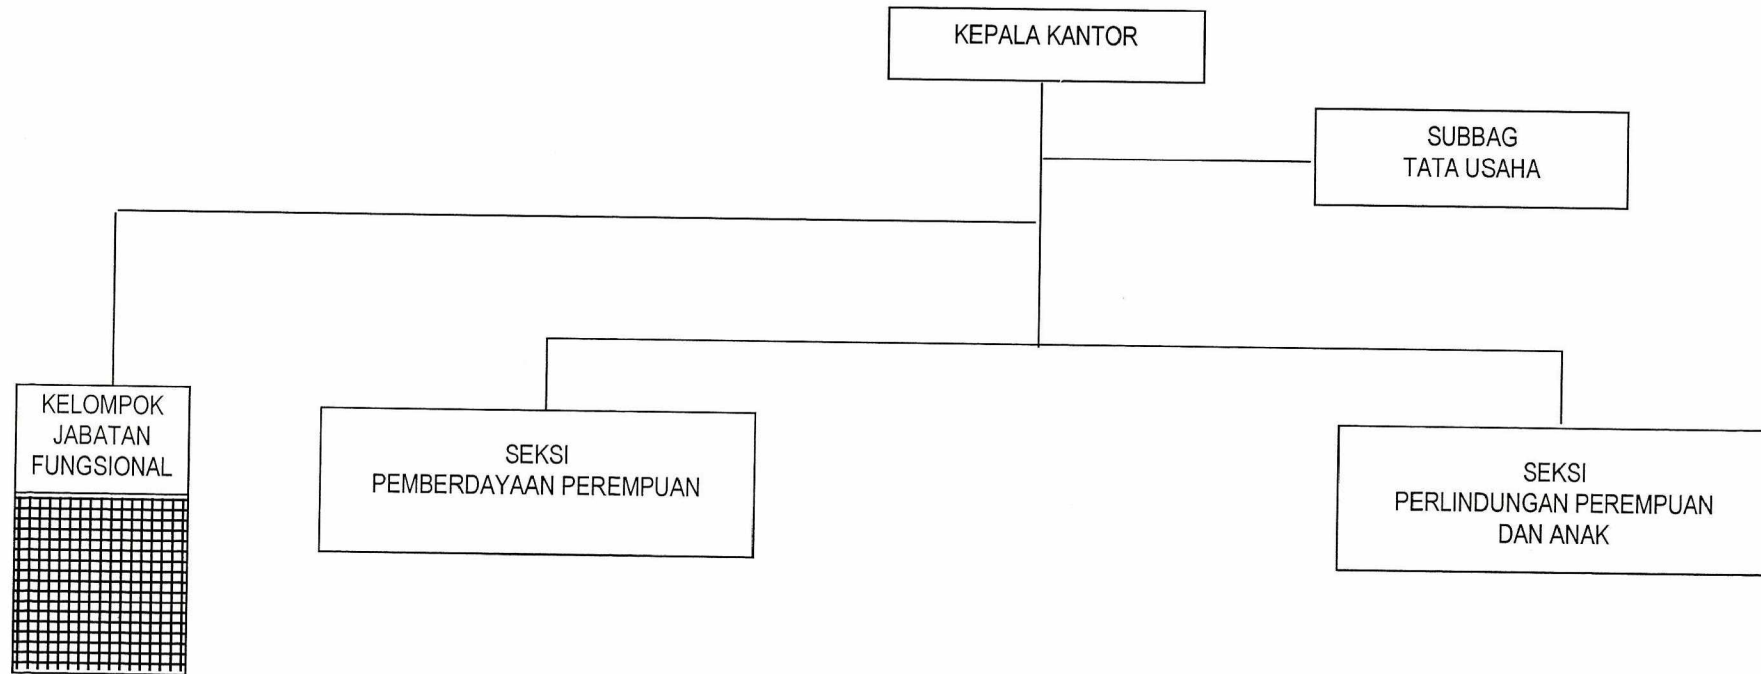 KEPALA KANTOR
SUBBAG
TATA USAHA
KELOMPOK
JABATAN
FUNGSIONAL
SEKSI
PEMBERDAYAAN PEREMPUAN
SEKSI
PERLINDUNGAN PEREMPUAN
DAN ANAK